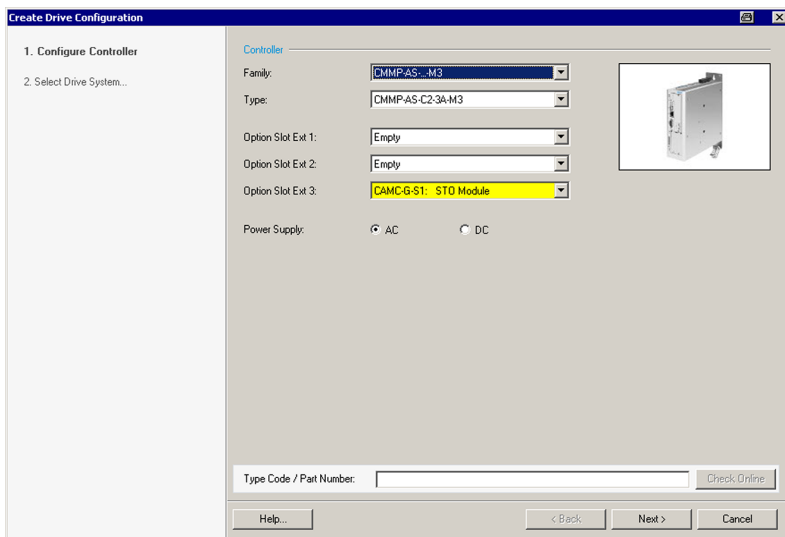 Create Drive Configuration
1. Configure Controller
2. Select Drive System...
Controller
Family: CMMP-AS-...-M3
Type: CMMP-AS-C2-3A-M3
Option Slot Ext 1: Empty
Option Slot Ext 2: Empty
Option Slot Ext 3: CAMC-G-S1: STO Module
Power Supply: AC DC
Type Code / Part Number: Check Online
Help... < Back Next > Cancel